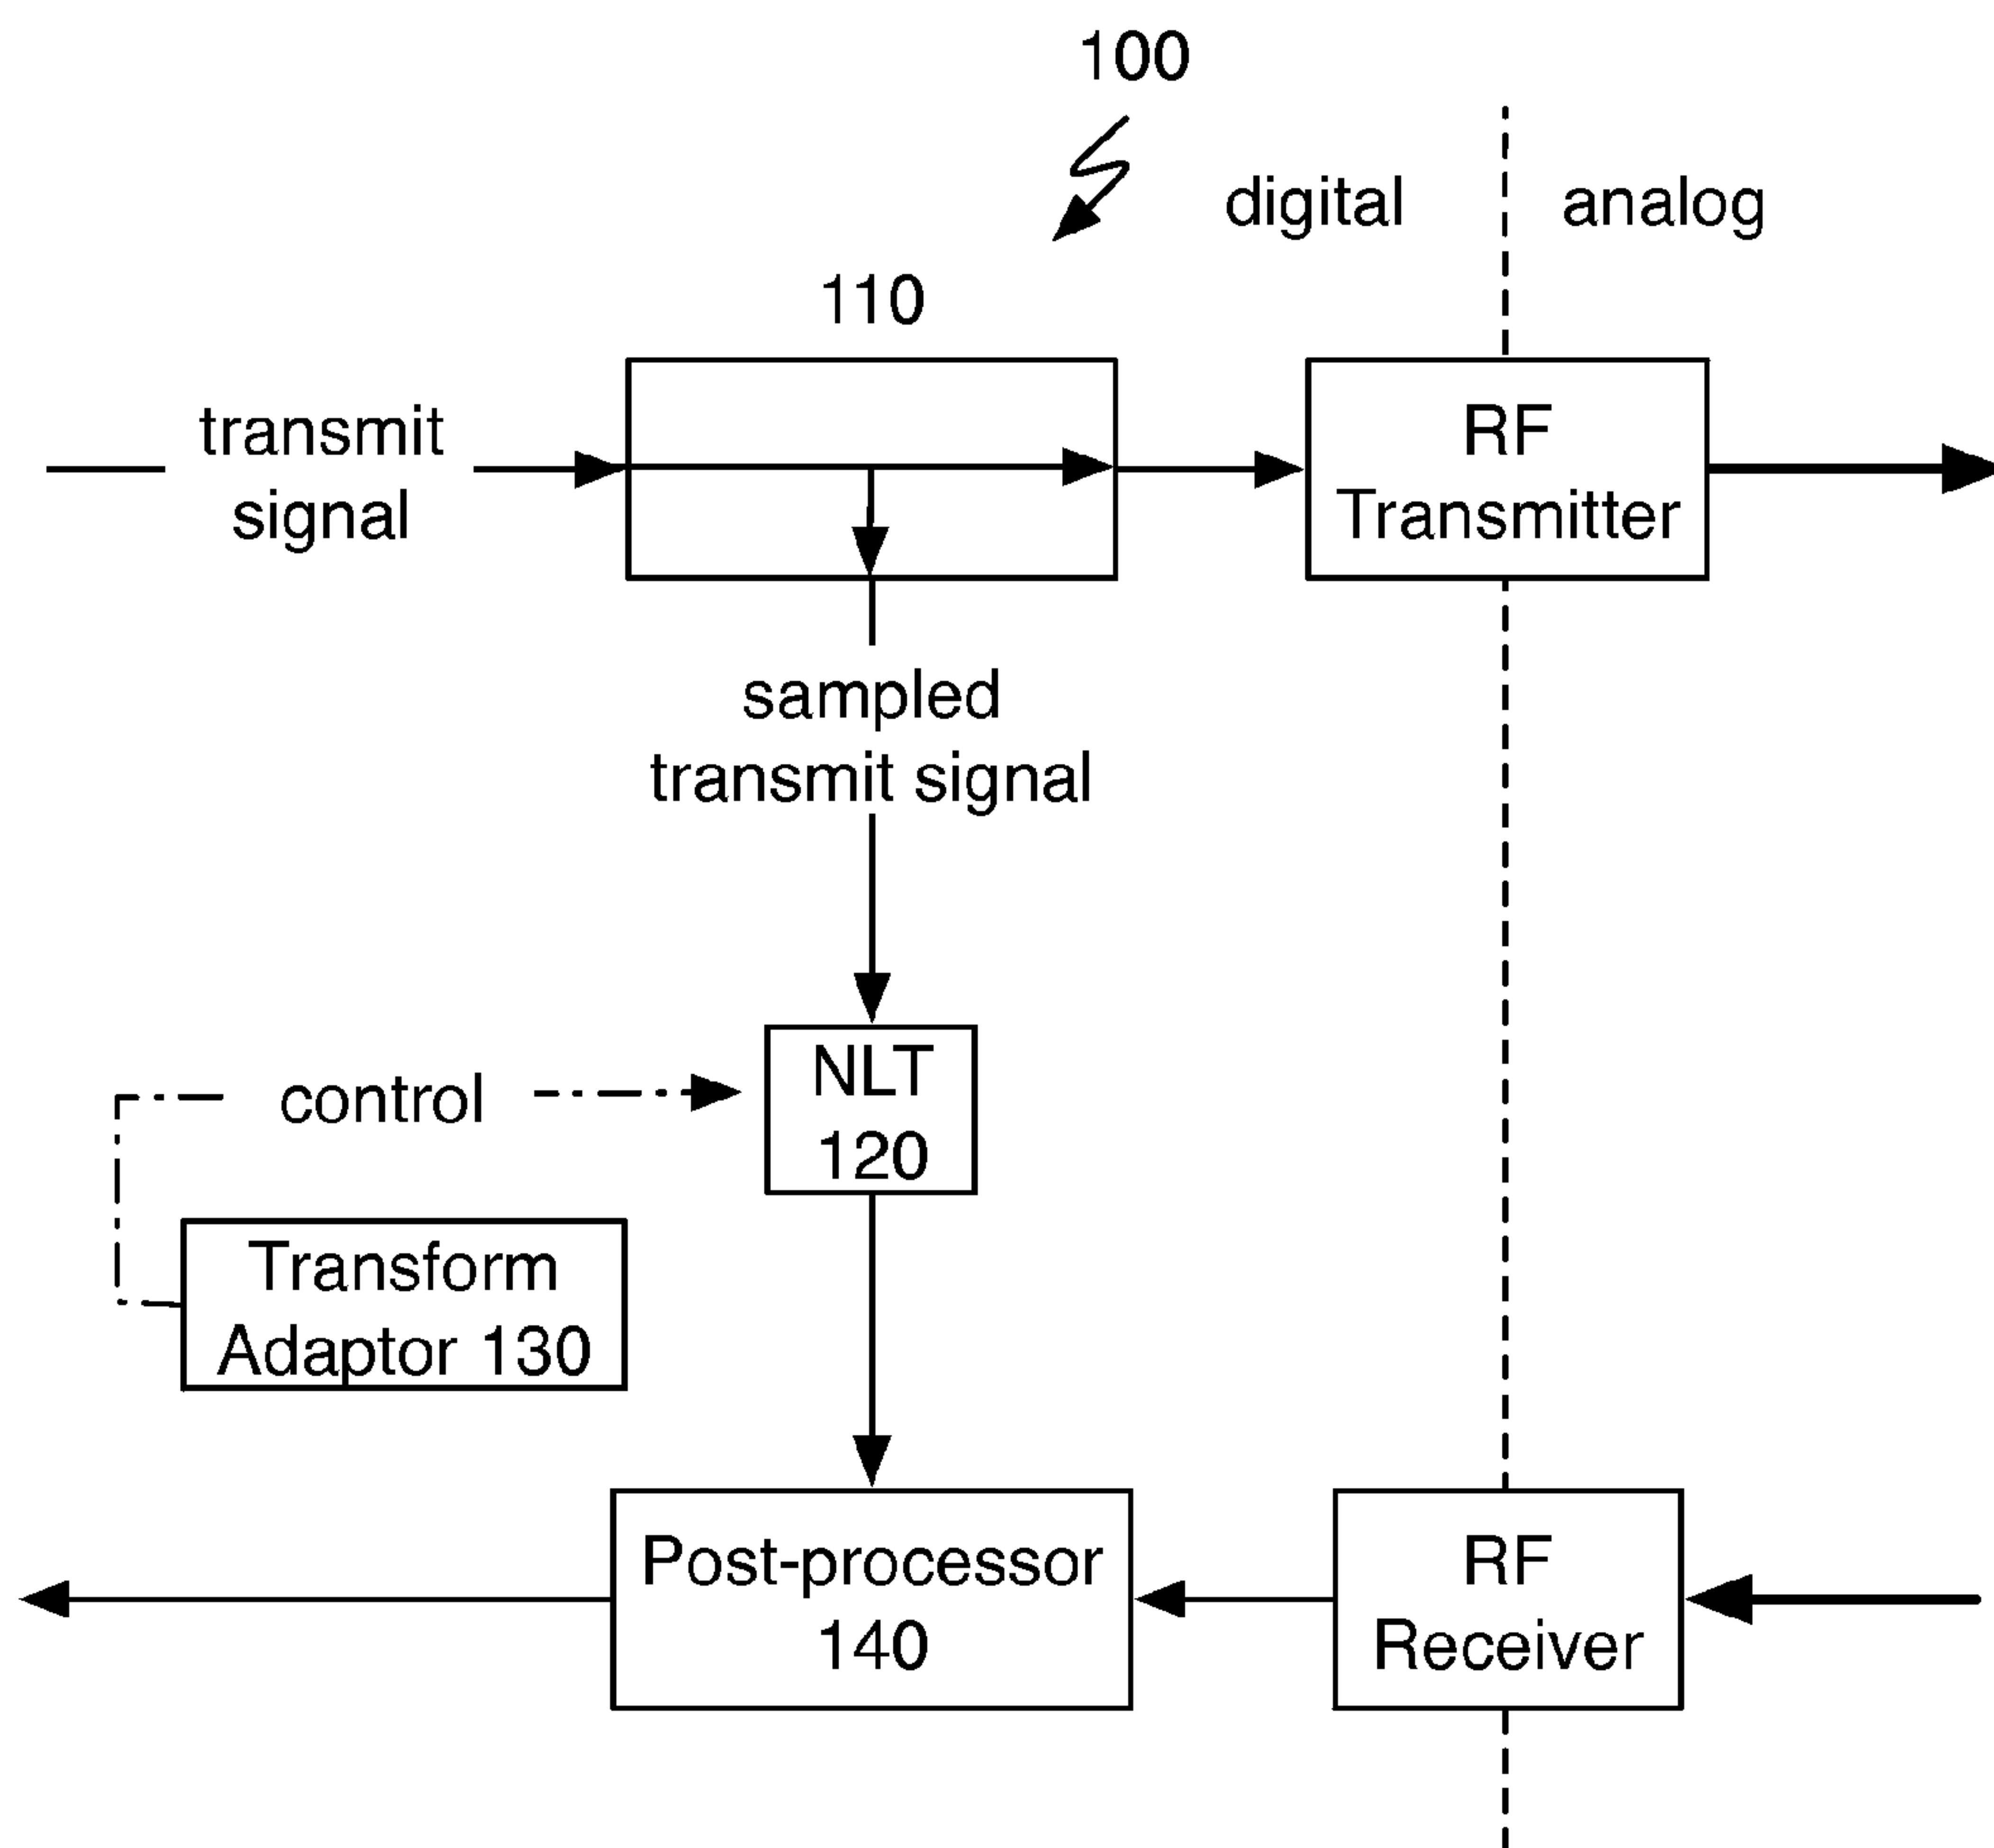 100
digital
analog
110
transmit
signal
RF
Transmitter
sampled
transmit signal
control
NLT
120
Transform
Adaptor 130
Post-processor
140
RF
Receiver